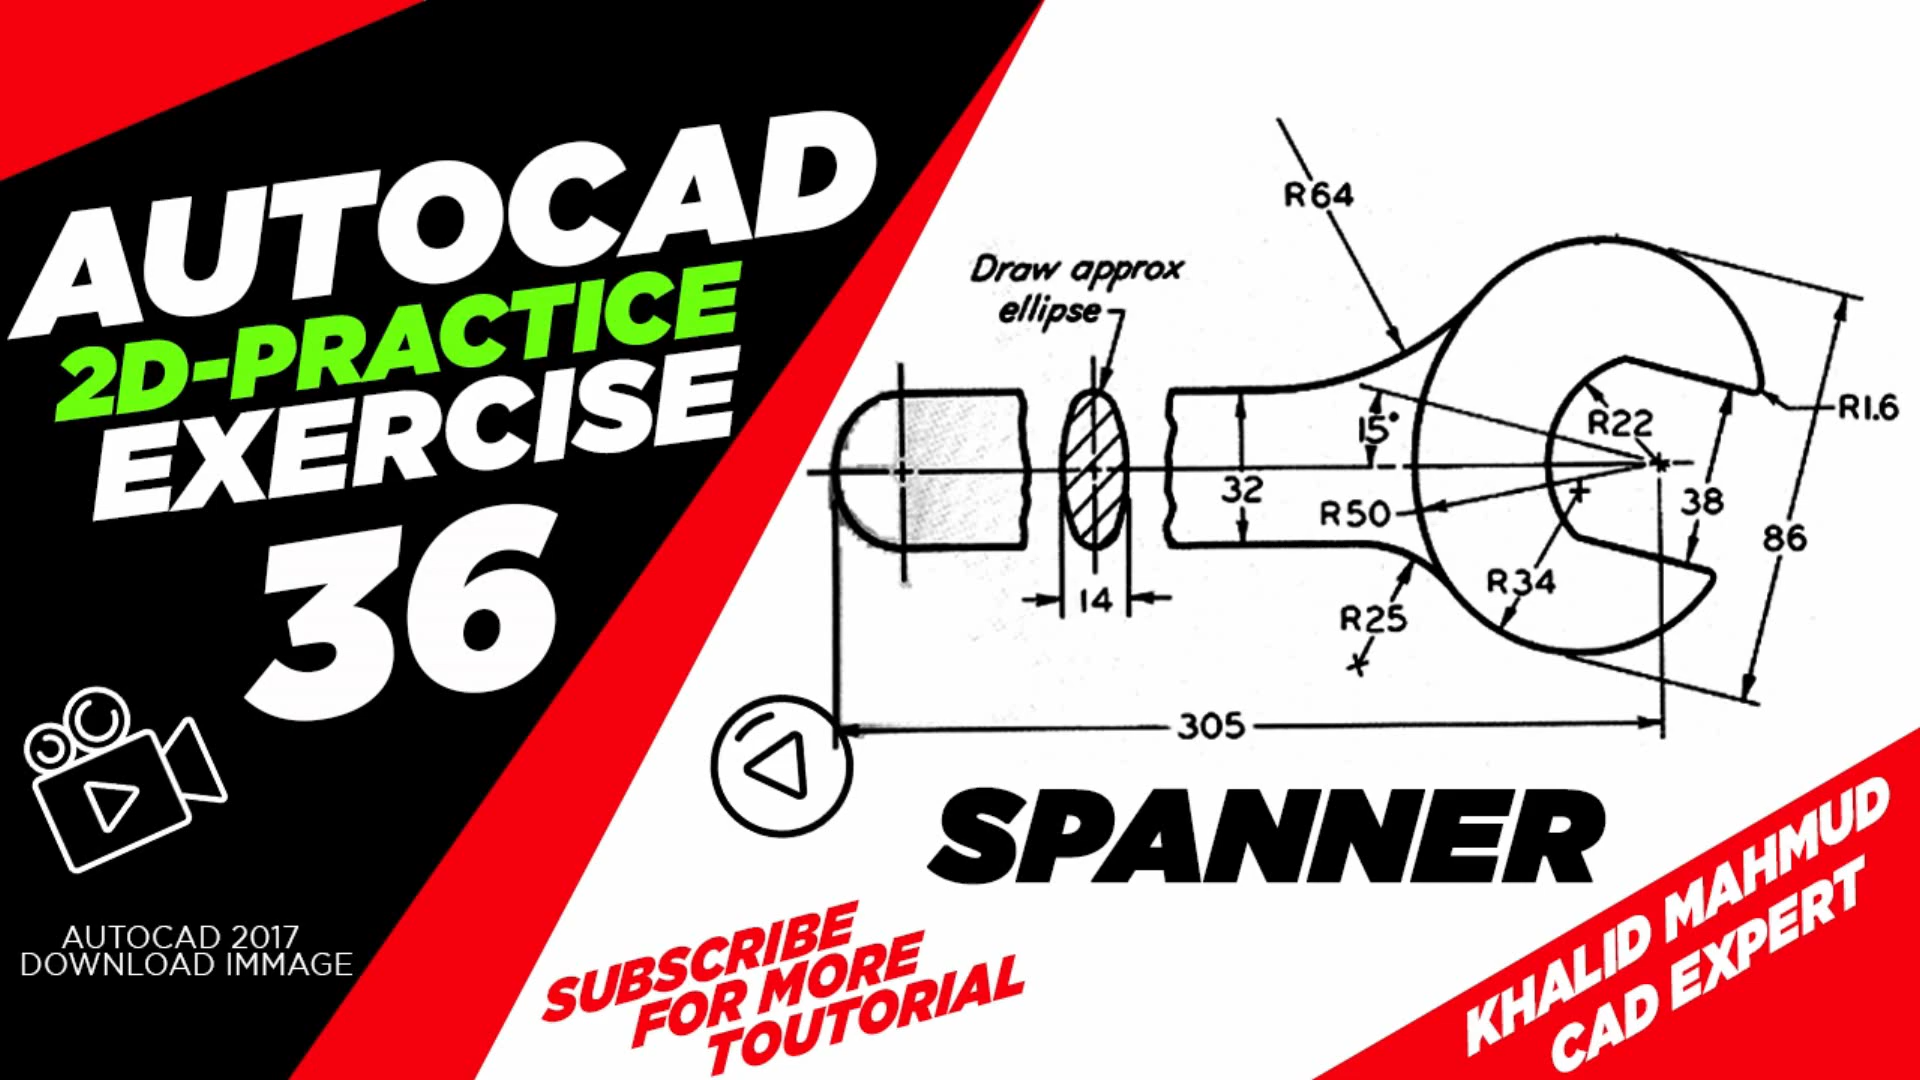 AUTOCAD
2D-PRACTICE
EXERCISE
36
AUTOCAD 2017
DOWNLOAD IMMAGE
R64
Draw approx
ellipse
15°
R22
R1.6
32
R50
38
86
R34
14
R25
305
SPANNER
SUBSCRIBE
FOR MORE
TOUTORIAL
KHALID MAHMUD
CAD EXPERT